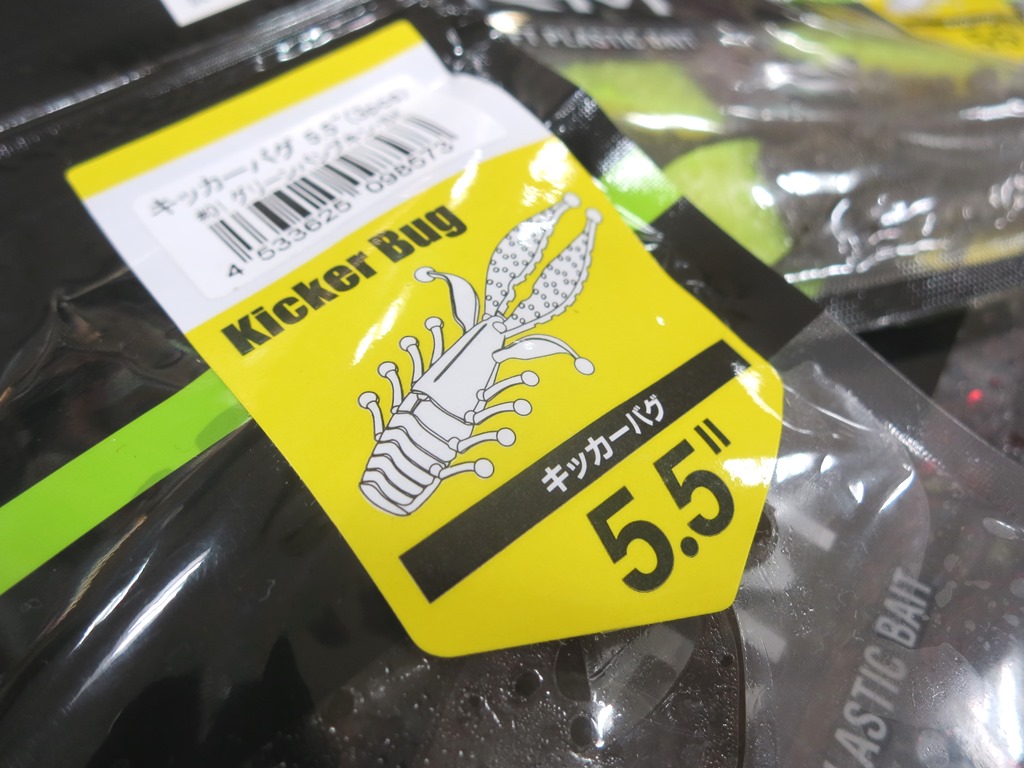 PLASTIC BAIT
キッカーバグ 5.5"
4 533625 098573
Kicker Bug
キッカーバグ
5.5"
LASTIC BAIT